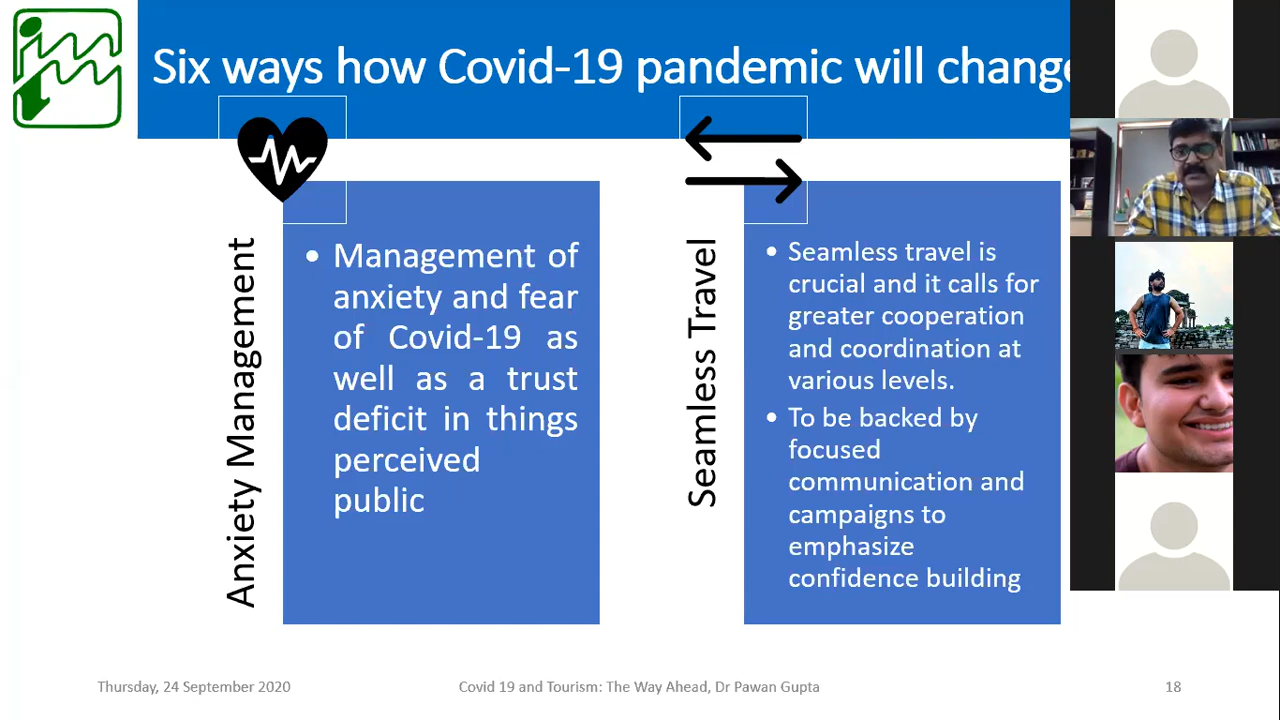 Six ways how Covid-19 pandemic will change
Anxiety Management
• Management of
anxiety and fear
of Covid-19 as
well as a trust
deficit in things
perceived
public
Seamless Travel
• Seamless travel is
crucial and it calls for
greater cooperation
and coordination at
various levels.
• To be backed by
focused
communication and
campaigns to
emphasize
confidence building
Thursday, 24 September 2020
Covid 19 and Tourism: The Way Ahead, Dr Pawan Gupta
18